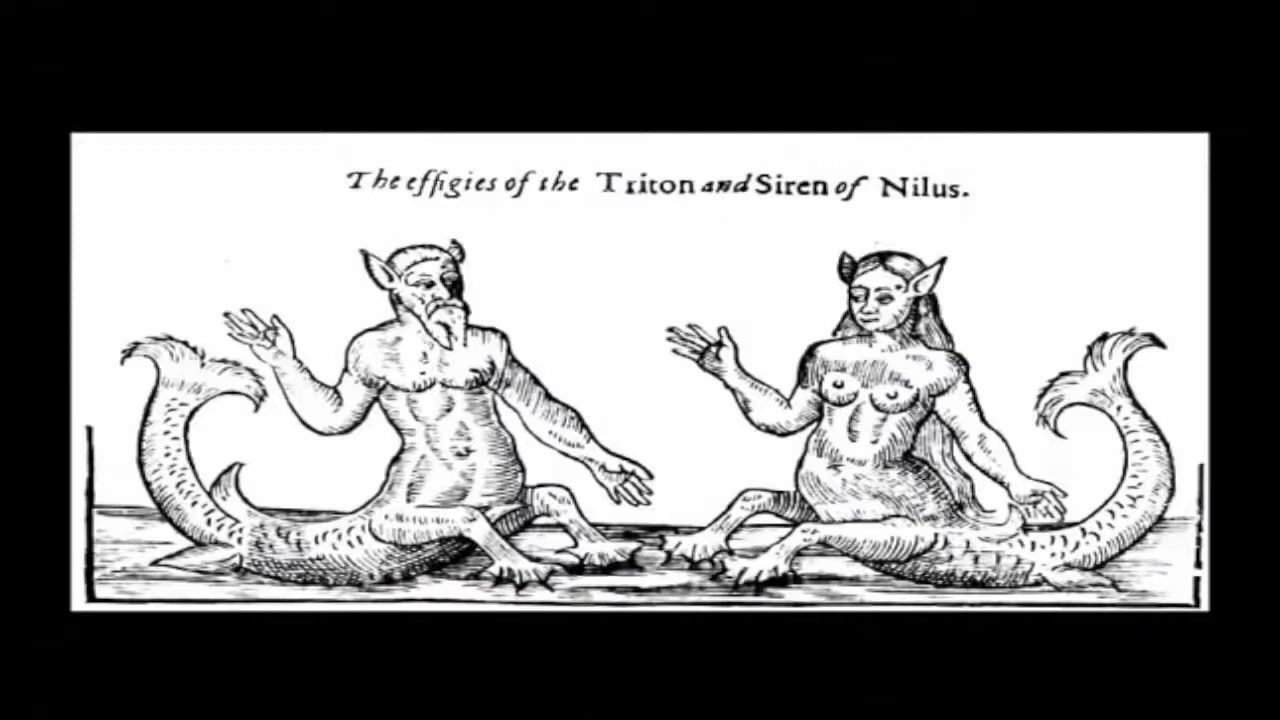 The effigies of the Triton and Siren of Nilus.